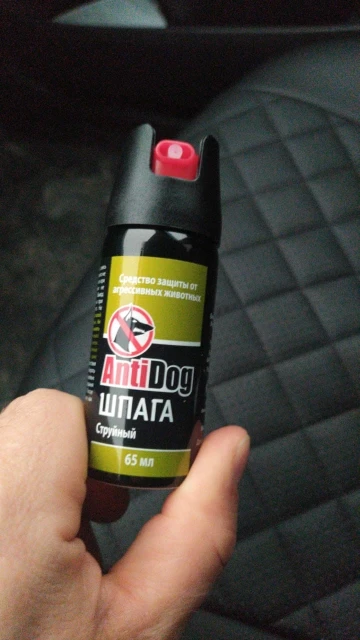 Средство защиты от
агрессивных животных
AntiDog
ШПАГА
Струйный
65 мл